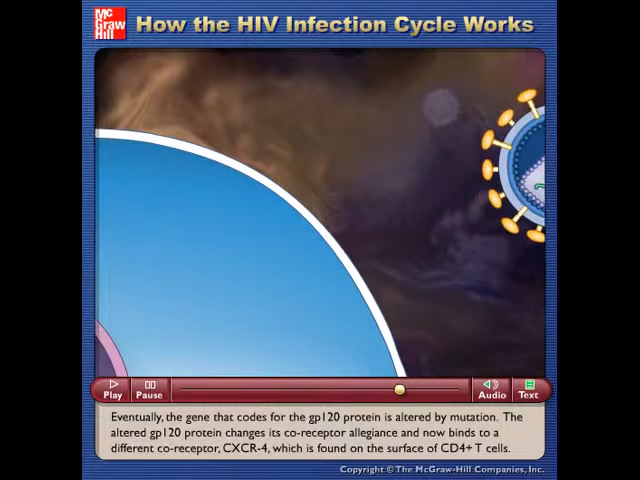 Mc
Graw
Hill
How the HIV Infection Cycle Works
Play
Pause
Audio
Text
Eventually, the gene that codes for the gp120 protein is altered by mutation. The
altered gp120 protein changes its co-receptor allegiance and now binds to a
different co-receptor, CXCR-4, which is found on the surface of CD4+ T cells.
Copyright © The McGraw-Hill Companies, Inc.